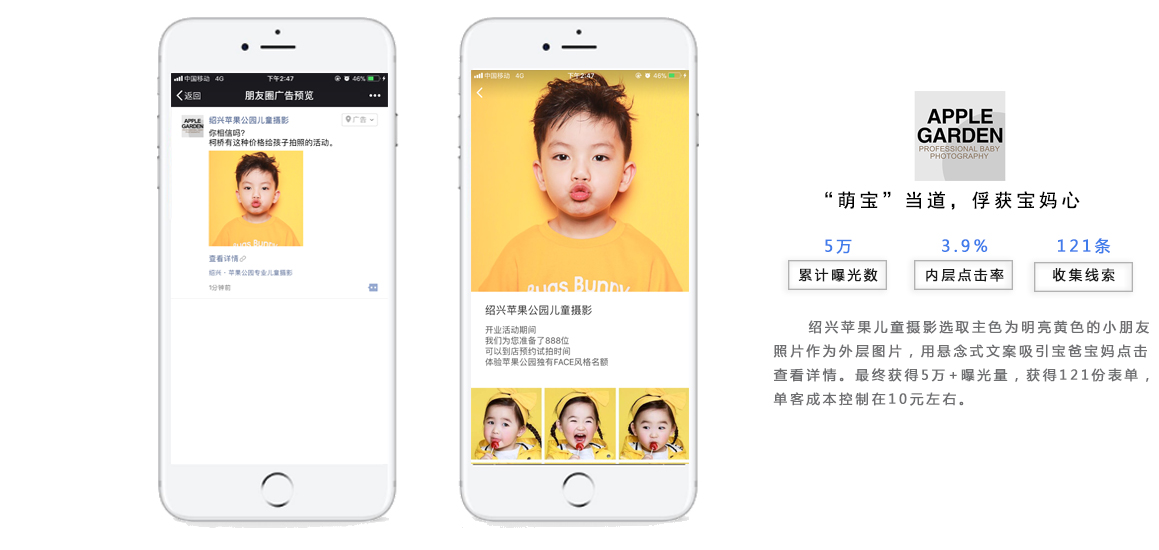 中国移动 4G 下午2:47 46%
返回 朋友圈广告预览
APPLE
GARDEN
绍兴苹果公园儿童摄影 广告
你相信吗?
柯桥有这种价格给孩子拍照的活动。
Bugs Bunny
查看详情
绍兴·苹果公园专业儿童摄影
1分钟前
中国移动 4G 下午2:47 46%
Bugs Bunny
绍兴苹果公园儿童摄影
开业活动期间
我们为您准备了888位
可以到店预约试拍时间
体验苹果公园独有FACE风格名额
APPLE
GARDEN
PROFESSIONAL BABY
PHOTOGRAPHY
“萌宝”当道，俘获宝妈心
5万 3.9% 121条
累计曝光数 内层点击率 收集线索
绍兴苹果儿童摄影选取主色为明亮黄色的小朋友
照片作为外层图片，用悬念式文案吸引宝爸宝妈点击
查看详情。最终获得5万+曝光量，获得121份表单，
单客成本控制在10元左右。